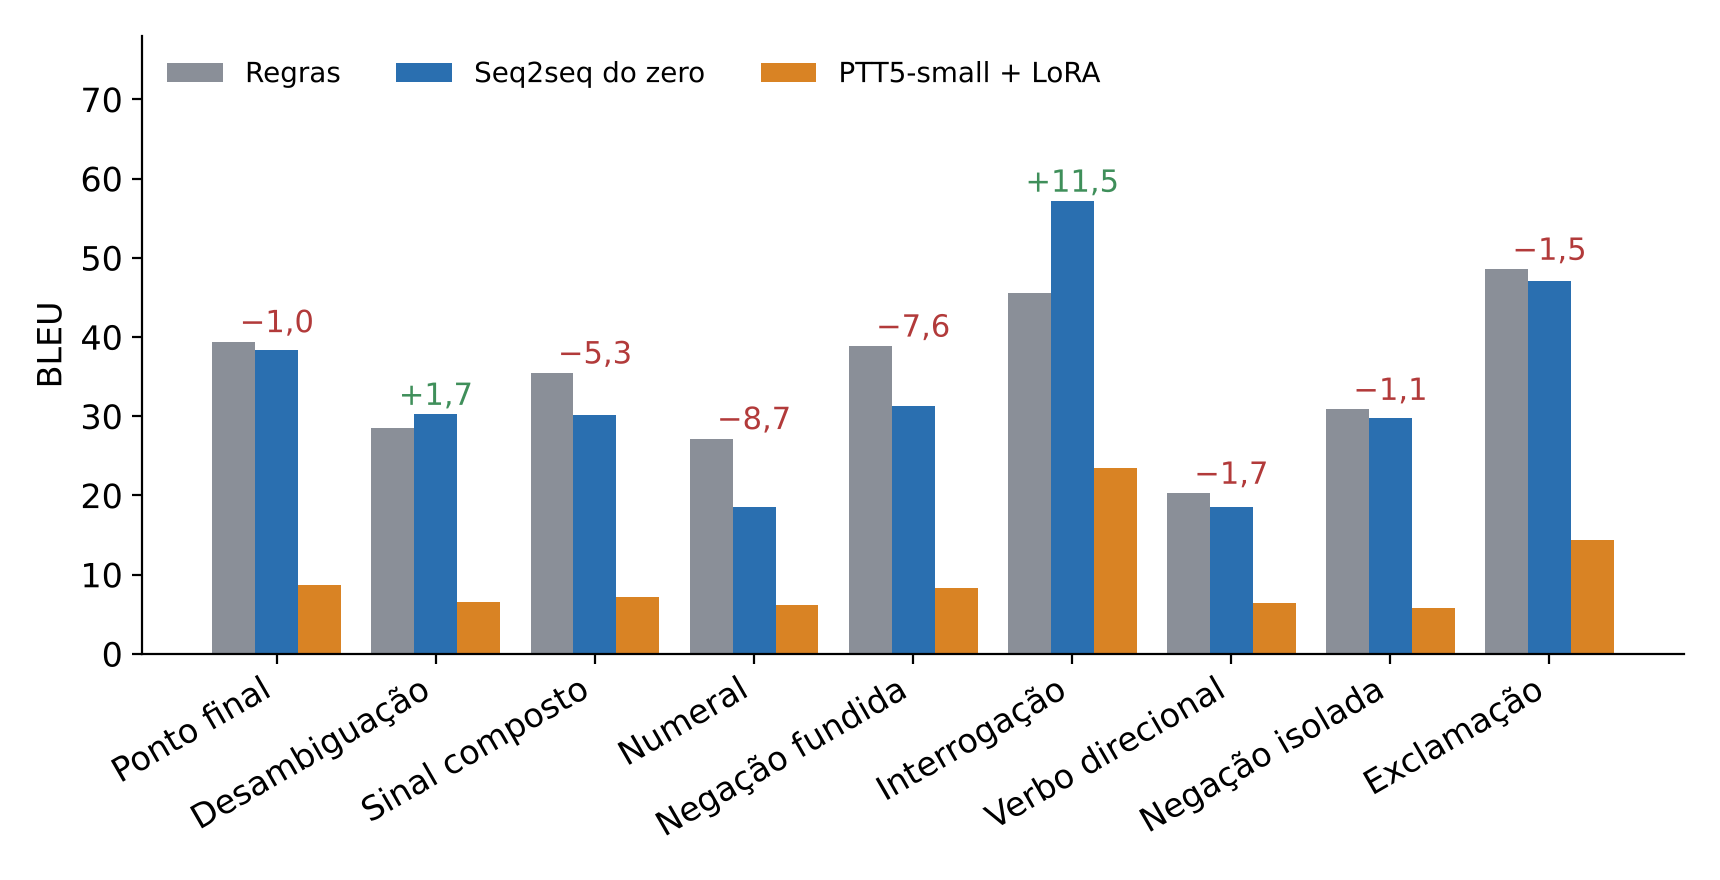 Regras Seq2seq do zero PTT5-small + LoRA
BLEU
70
60
50
40
30
20
10
0
−1,0
+1,7
−5,3
−8,7
−7,6
+11,5
−1,7
−1,1
−1,5
Ponto final
Desambiguação
Sinal composto
Numeral
Negação fundida
Interrogação
Verbo direcional
Negação isolada
Exclamação